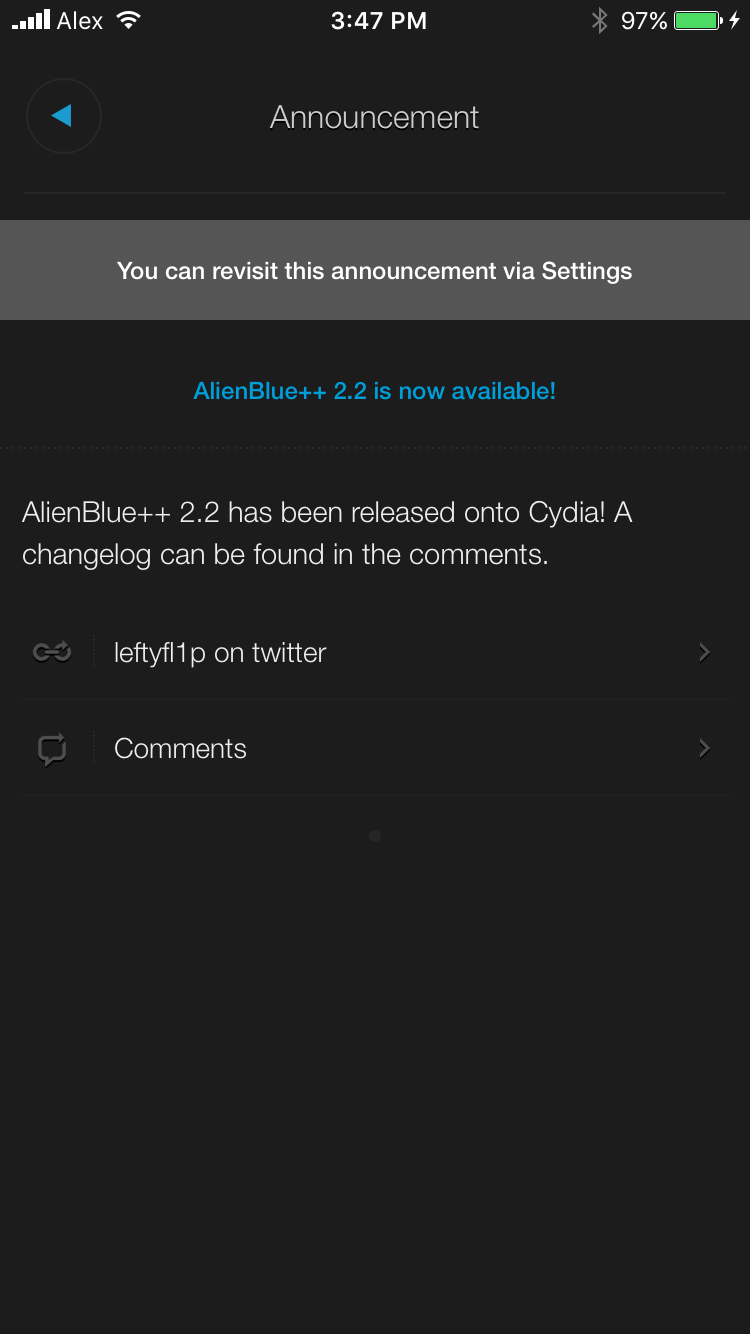 Alex 3:47 PM 97%
Announcement
You can revisit this announcement via Settings
AlienBlue++ 2.2 is now available!
AlienBlue++ 2.2 has been released onto Cydia! A
changelog can be found in the comments.
leftyfl1p on twitter
Comments